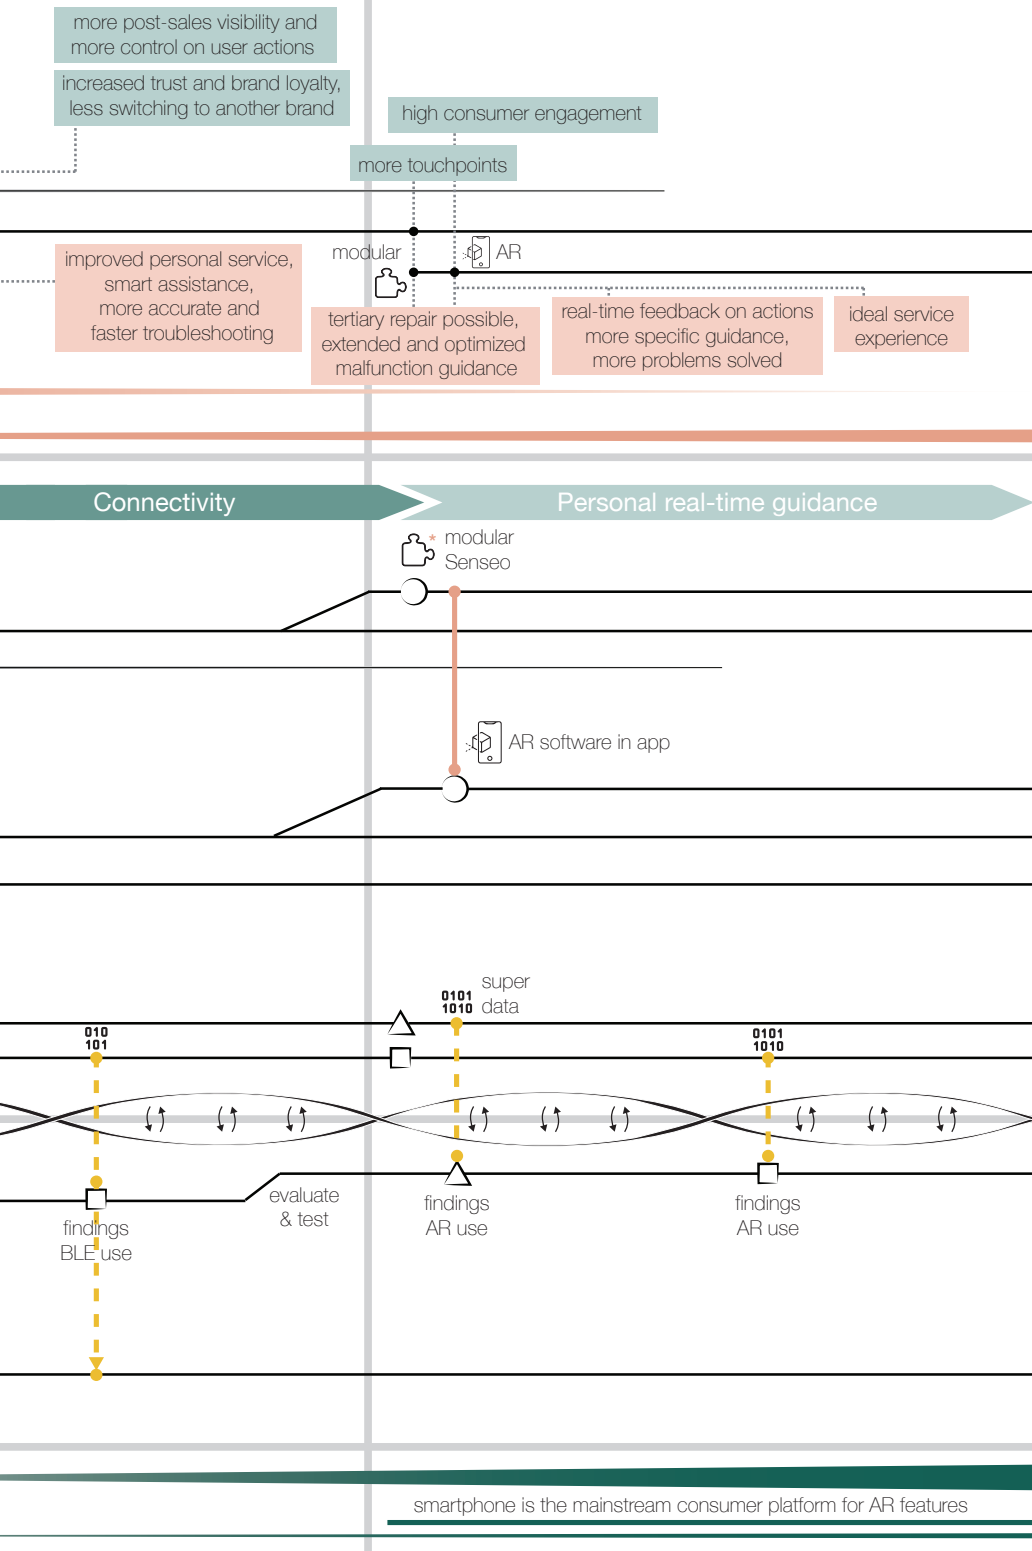 more post-sales visibility and
more control on user actions
increased trust and brand loyalty,
less switching to another brand
high consumer engagement
more touchpoints
modular
AR
improved personal service,
smart assistance,
more accurate and
faster troubleshooting
tertiary repair possible,
extended and optimized
malfunction guidance
real-time feedback on actions
more specific guidance,
more problems solved
ideal service
experience
Connectivity
Personal real-time guidance
* modular
Senseo
AR software in app
super
data
0101
1010
010
101
0101
1010
evaluate
& test
findings
BLE use
findings
AR use
findings
AR use
smartphone is the mainstream consumer platform for AR features